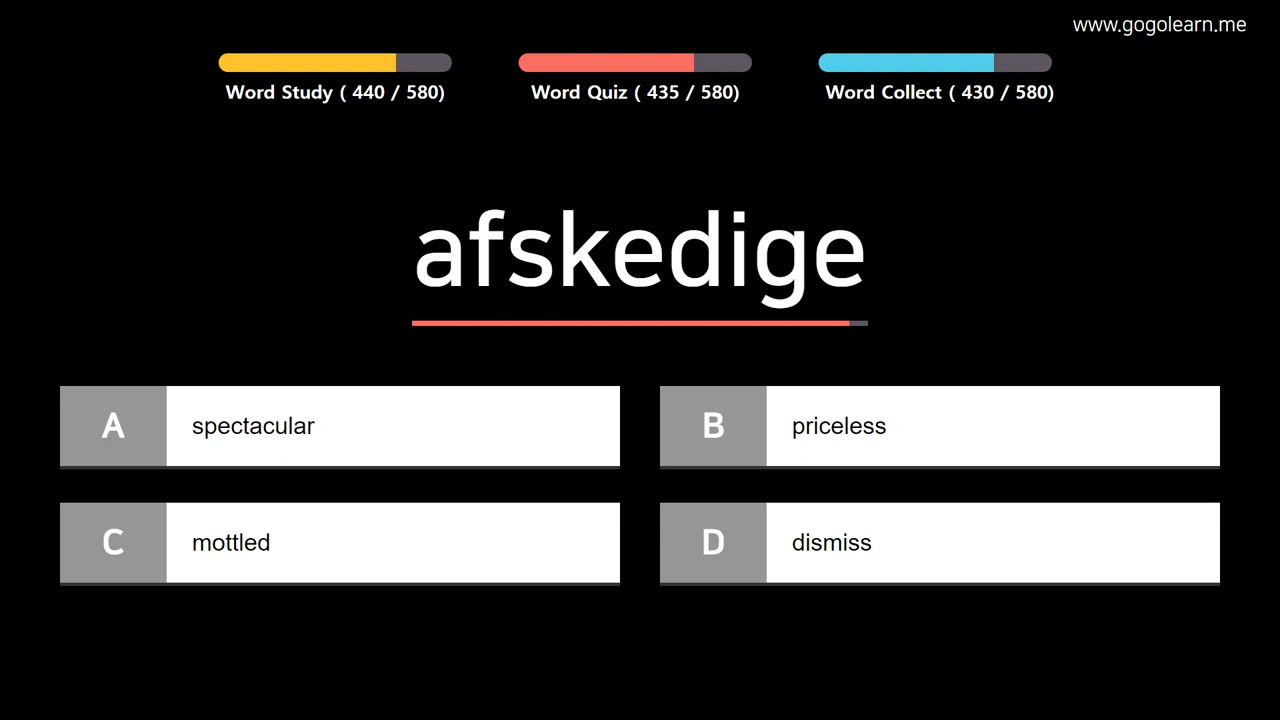 www.gogolearn.me
Word Study ( 440 / 580)
Word Quiz ( 435 / 580)
Word Collect ( 430 / 580)
afskedige
A spectacular
B priceless
C mottled
D dismiss